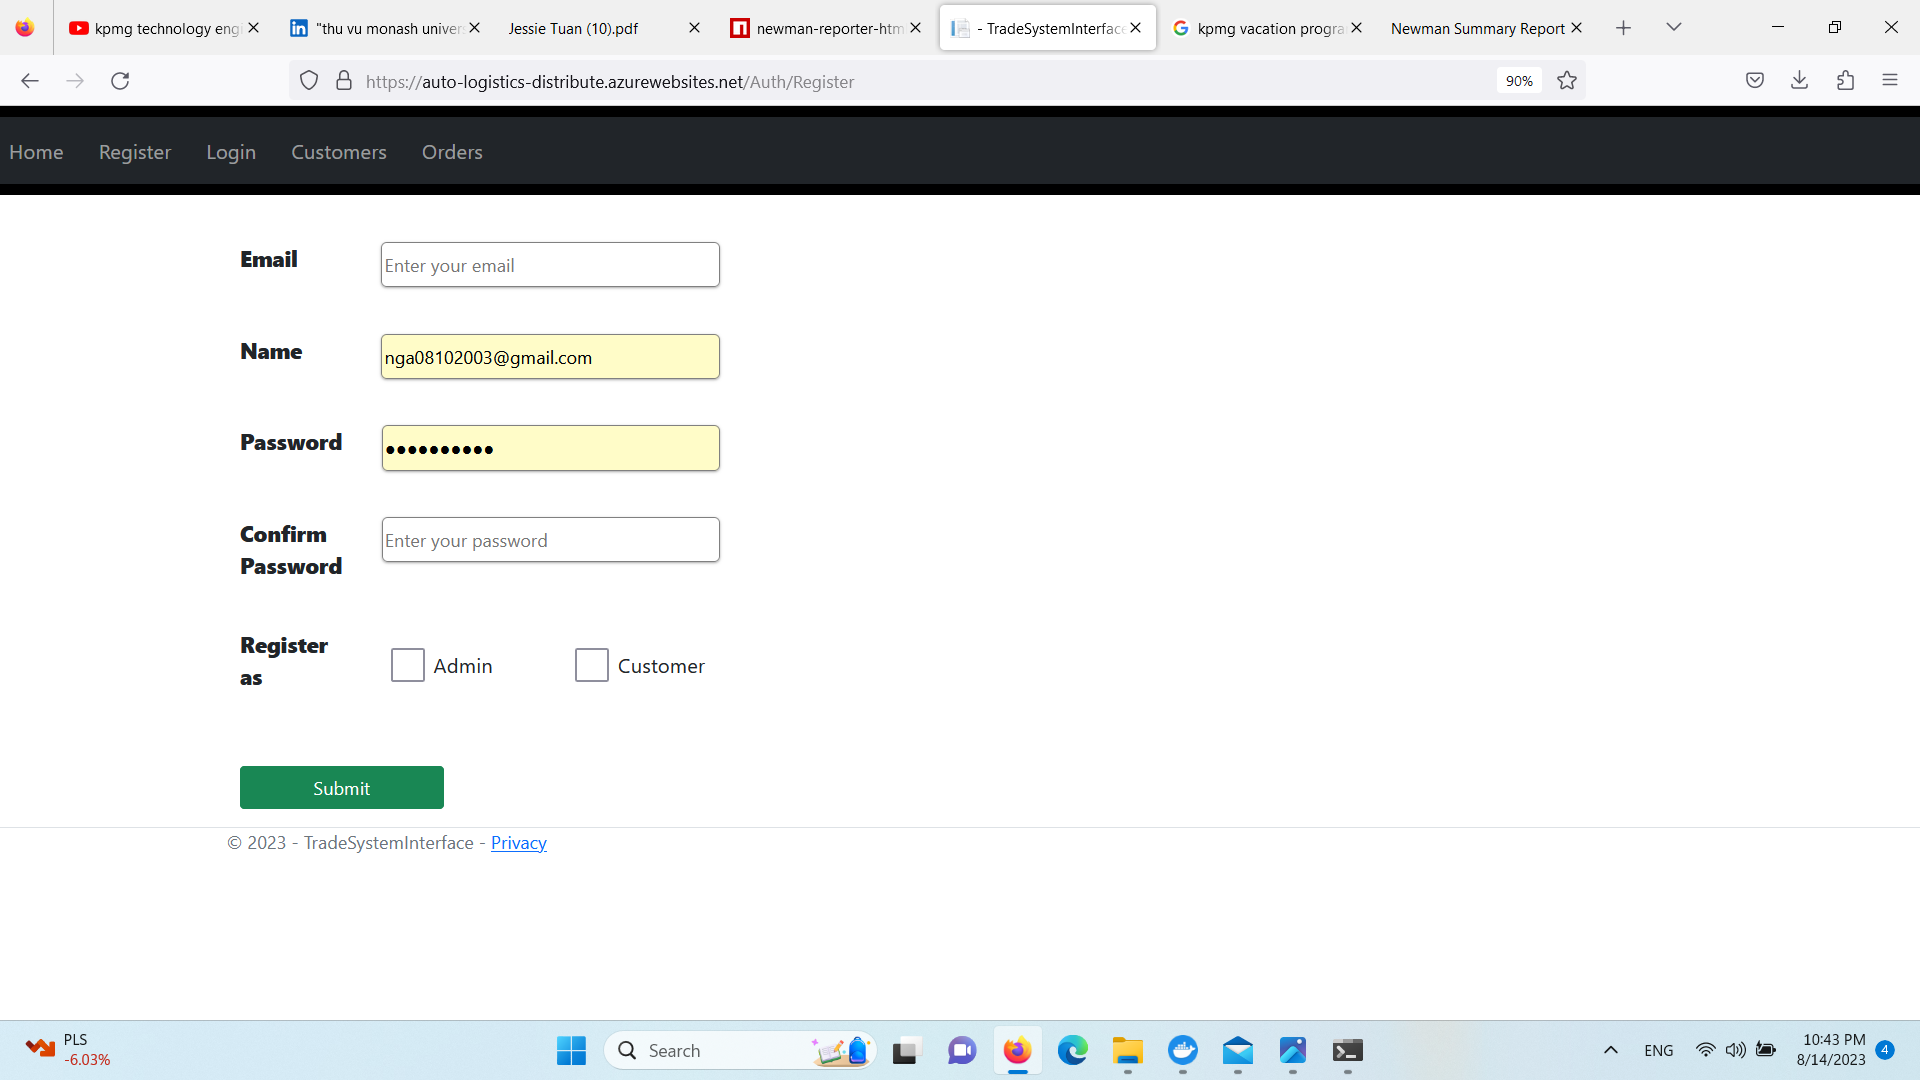 kpmg technology engi
"thu vu monash univers
Jessie Tuan (10).pdf
newman-reporter-htm
- TradeSystemInterface
kpmg vacation progra
Newman Summary Report
https://auto-logistics-distribute.azurewebsites.net/Auth/Register
90%
Home Register Login Customers Orders
Email
Enter your email
Name
nga08102003@gmail.com
Password
••••••••••
Confirm
Password
Enter your password
Register
as
Admin
Customer
Submit
© 2023 - TradeSystemInterface - Privacy
PLS
-6.03%
Search
ENG
10:43 PM
8/14/2023
4